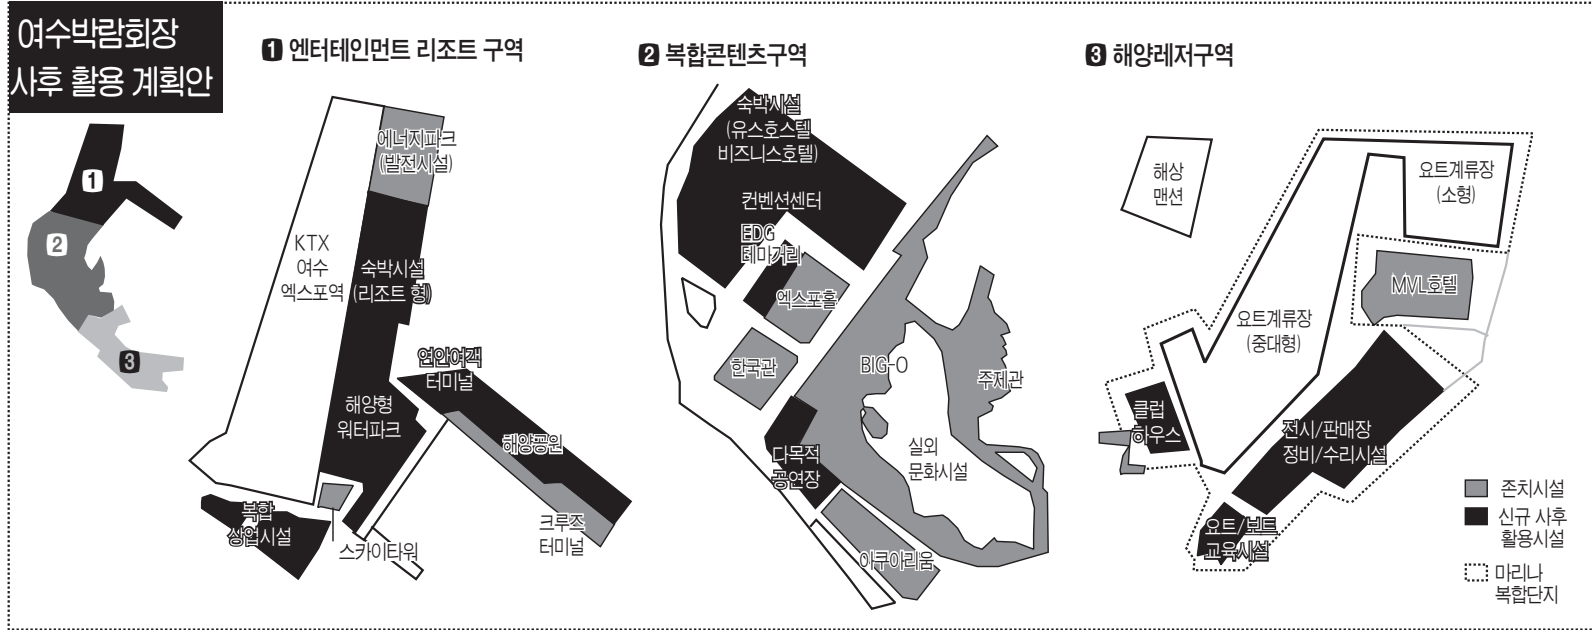 여수박람회장
사후 활용 계획안
1
2
3
1 엔터테인먼트 리조트 구역
에너지파크
(발전시설)
KTX
여수
엑스포역
숙박시설
(리조트 형)
연안여객
터미널
해양형
워터파크
해양공원
복합
상업시설
스카이타워
크루즈
터미널
2 복합콘텐츠구역
숙박시설
(유스호스텔
비즈니스호텔)
컨벤션센터
EDG
테마거리
엑스포홀
한국관
BIG-O
주제관
다목적
공연장
실외
문화시설
아쿠아리움
3 해양레저구역
해상
맨션
요트계류장
(소형)
MVL호텔
요트계류장
(중대형)
클럽
하우스
전시/판매장
정비/수리시설
요트/보트
교육시설
존치시설
신규 사후
활용시설
마리나
복합단지